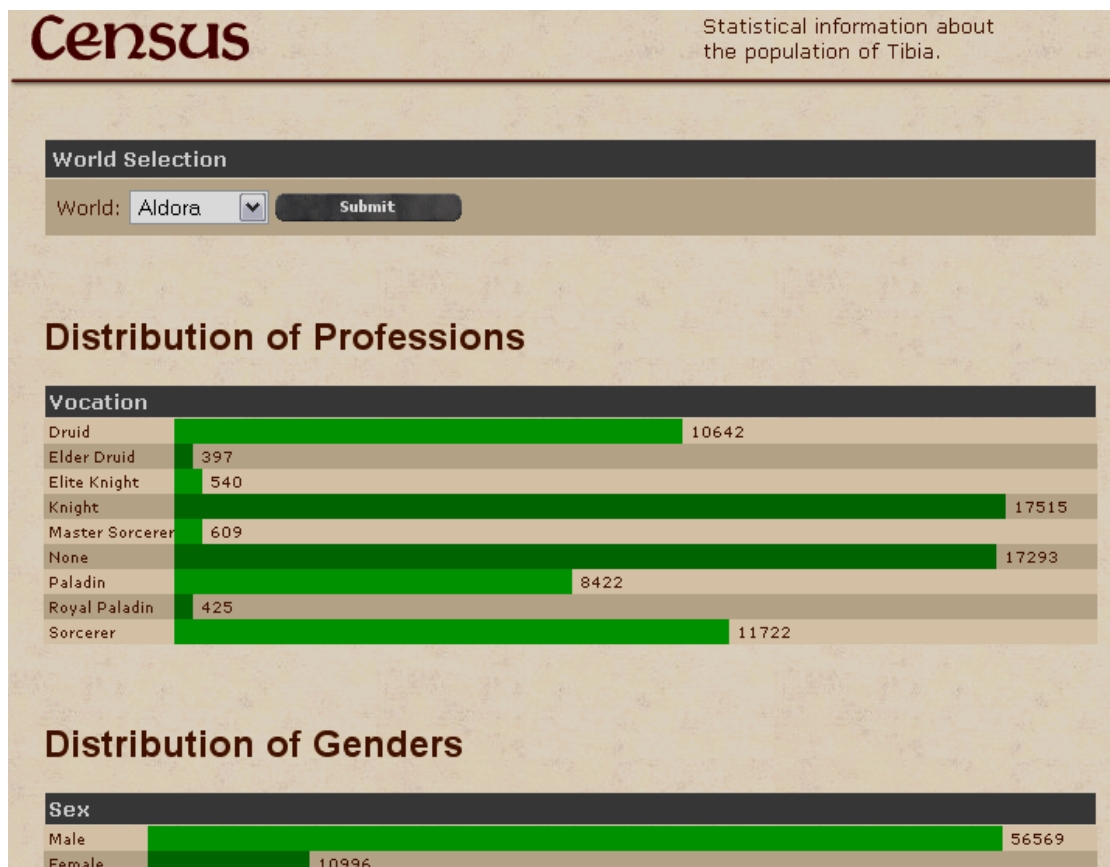 Census
Statistical information about
the population of Tibia.
World Selection
World: Aldora Submit
Distribution of Professions
Vocation
Druid 10642
Elder Druid 397
Elite Knight 540
Knight 17515
Master Sorcerer 609
None 17293
Paladin 8422
Royal Paladin 425
Sorcerer 11722
Distribution of Genders
Sex
Male 56569
Female 10996